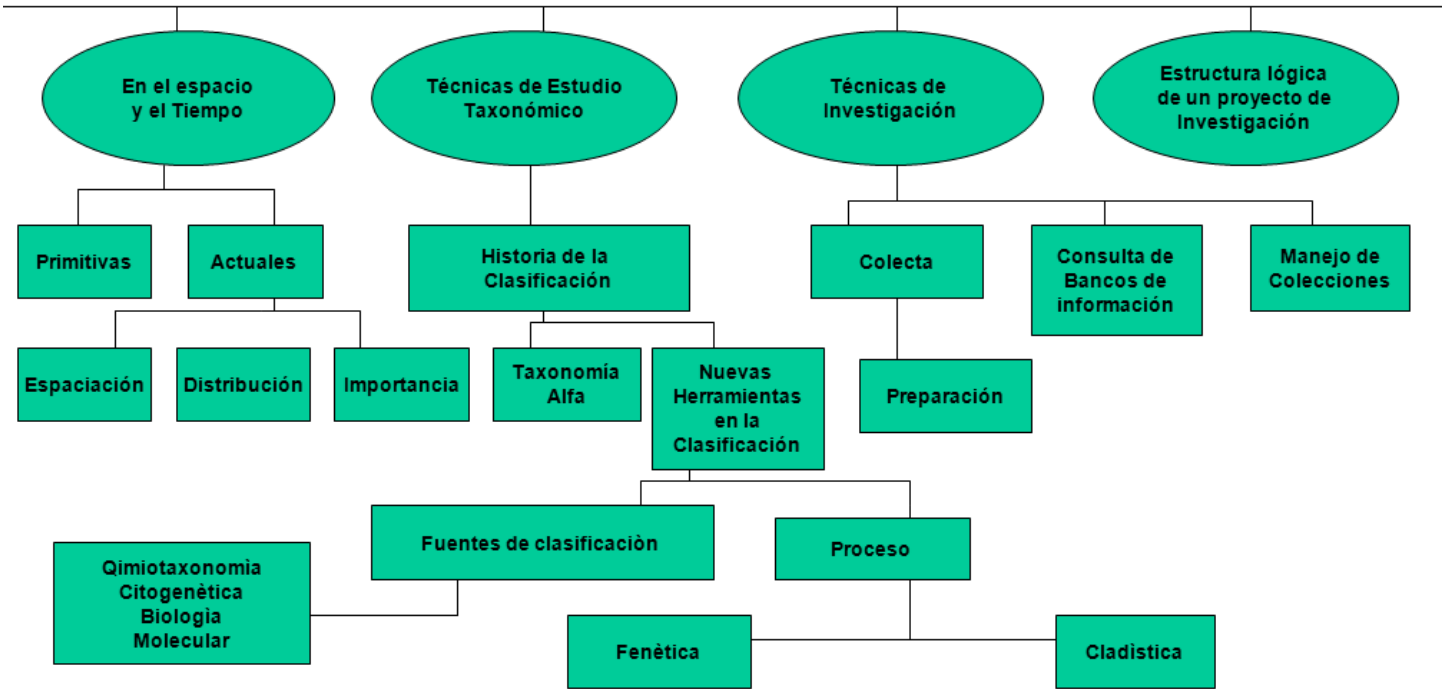 En el espacio
y el Tiempo
Técnicas de Estudio
Taxonómico
Técnicas de
Investigación
Estructura lógica
de un proyecto de
Investigación
Primitivas
Actuales
Historia de la
Clasificación
Colecta
Consulta de
Bancos de
información
Manejo de
Colecciones
Espaciación
Distribución
Importancia
Taxonomía
Alfa
Nuevas
Herramientas
en la
Clasificación
Preparación
Fuentes de clasificaciòn
Proceso
Qimiotaxonomìa
Citogenètica
Biologìa
Molecular
Fenètica
Cladìstica